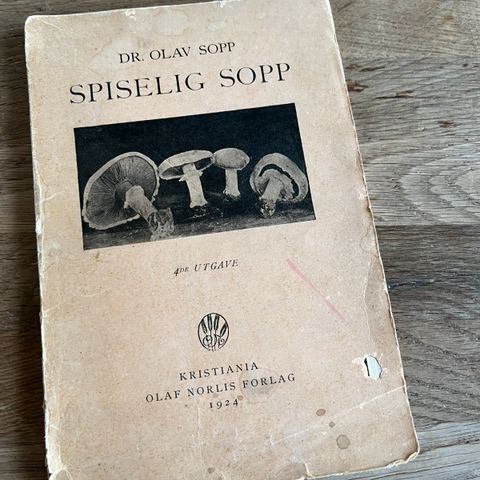 DR. OLAV SOPP
SPISELIG SOPP
4DE UTGAVE
KRISTIANIA
OLAF NORLIS FORLAG
1924